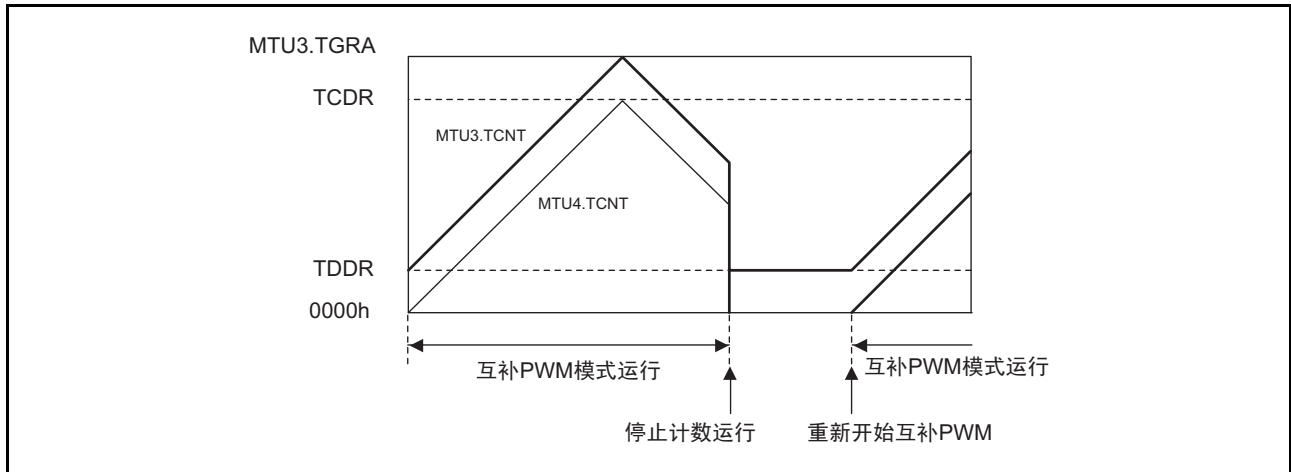 MTU3.TGRA
TCDR
MTU3.TCNT
MTU4.TCNT
TDDR
0000h
互补PWM模式运行
互补PWM模式运行
停止计数运行
重新开始互补PWM